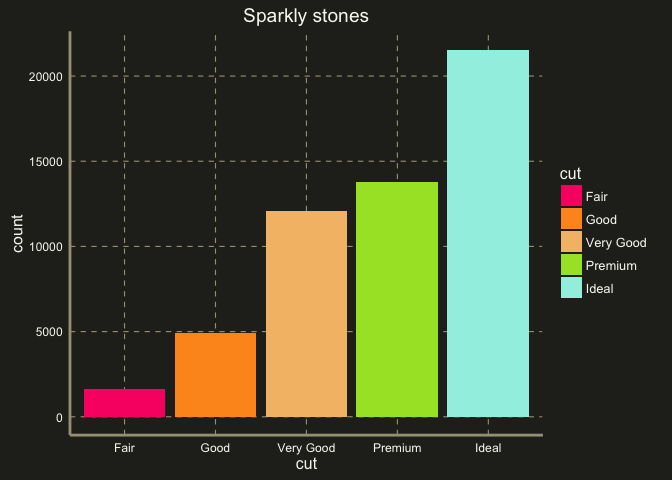 Sparkly stones
count
20000
15000
10000
5000
0
Fair
Good
Very Good
Premium
Ideal
cut
cut
Fair
Good
Very Good
Premium
Ideal